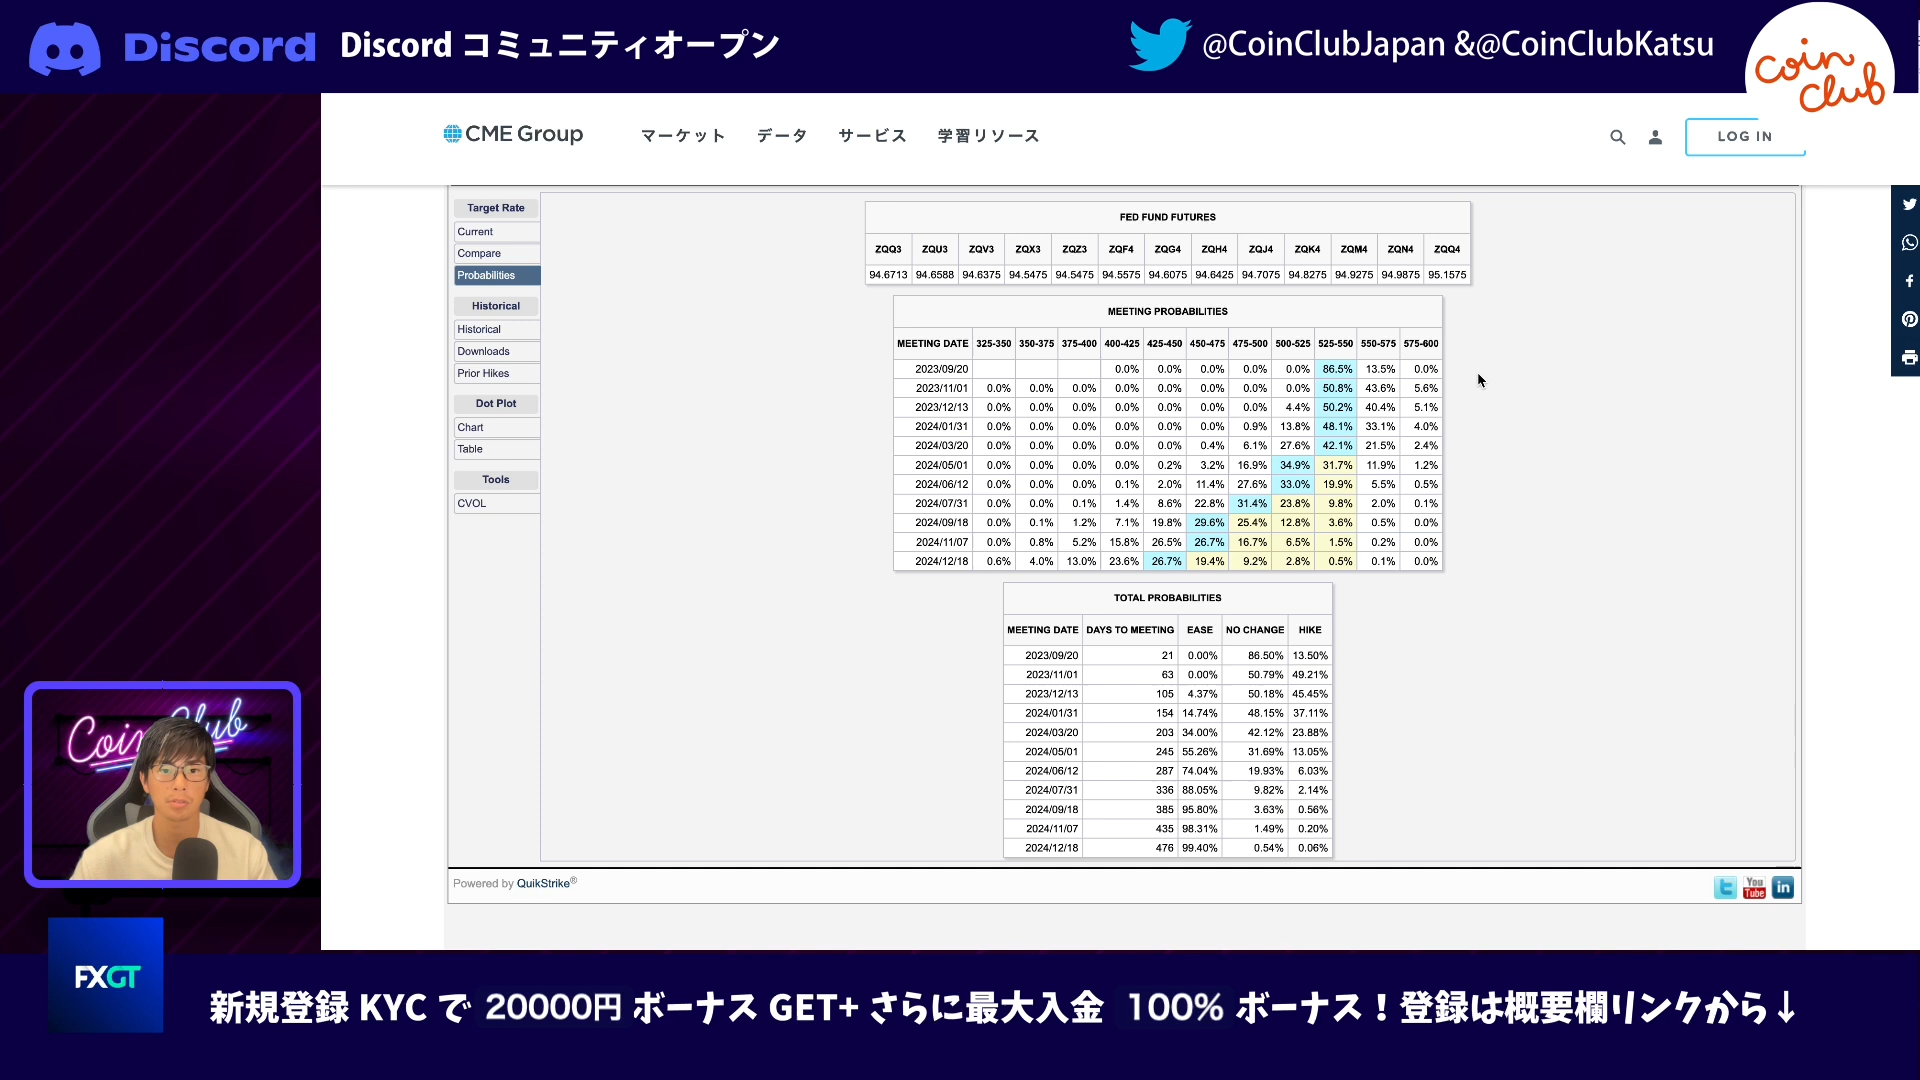 Discord Discord コミュニティオープン @CoinClubJapan &@CoinClubKatsu coin club
CME Group マーケット データ サービス 学習リソース LOG IN
Target Rate
Current
Compare
Probabilities
Historical
Historical
Downloads
Prior Hikes
Dot Plot
Chart
Table
Tools
CVOL
FED FUND FUTURES
ZQQ3 ZQU3 ZQV3 ZQX3 ZQZ3 ZQF4 ZQG4 ZQH4 ZQJ4 ZQK4 ZQM4 ZQN4 ZQQ4
94.6713 94.6588 94.6375 94.5475 94.5475 94.5575 94.6075 94.6425 94.7075 94.8275 94.9275 94.9875 95.1575
MEETING PROBABILITIES
MEETING DATE 325-350 350-375 375-400 400-425 425-450 450-475 475-500 500-525 525-550 550-575 575-600
2023/09/20 0.0% 0.0% 0.0% 0.0% 0.0% 86.5% 13.5% 0.0%
2023/11/01 0.0% 0.0% 0.0% 0.0% 0.0% 0.0% 0.0% 0.0% 50.8% 43.6% 5.6%
2023/12/13 0.0% 0.0% 0.0% 0.0% 0.0% 0.0% 0.0% 4.4% 50.2% 40.4% 5.1%
2024/01/31 0.0% 0.0% 0.0% 0.0% 0.0% 0.0% 0.9% 13.8% 48.1% 33.1% 4.0%
2024/03/20 0.0% 0.0% 0.0% 0.0% 0.0% 0.4% 6.1% 27.6% 42.1% 21.5% 2.4%
2024/05/01 0.0% 0.0% 0.0% 0.0% 0.2% 3.2% 16.9% 34.9% 31.7% 11.9% 1.2%
2024/06/12 0.0% 0.0% 0.0% 0.1% 2.0% 11.4% 27.6% 33.0% 19.9% 5.5% 0.5%
2024/07/31 0.0% 0.0% 0.1% 1.4% 8.6% 22.8% 31.4% 23.8% 9.8% 2.0% 0.1%
2024/09/18 0.0% 0.1% 1.2% 7.1% 19.8% 29.6% 25.4% 12.8% 3.6% 0.5% 0.0%
2024/11/07 0.0% 0.8% 5.2% 15.8% 26.5% 26.7% 16.7% 6.5% 1.5% 0.2% 0.0%
2024/12/18 0.6% 4.0% 13.0% 23.6% 26.7% 19.4% 9.2% 2.8% 0.5% 0.1% 0.0%
TOTAL PROBABILITIES
MEETING DATE DAYS TO MEETING EASE NO CHANGE HIKE
2023/09/20 21 0.00% 86.50% 13.50%
2023/11/01 63 0.00% 50.79% 49.21%
2023/12/13 105 4.37% 50.18% 45.45%
2024/01/31 154 14.74% 48.15% 37.11%
2024/03/20 203 34.00% 42.12% 23.88%
2024/05/01 245 55.26% 31.69% 13.05%
2024/06/12 287 74.04% 19.93% 6.03%
2024/07/31 336 88.05% 9.82% 2.14%
2024/09/18 385 95.80% 3.63% 0.56%
2024/11/07 435 98.31% 1.49% 0.20%
2024/12/18 476 99.40% 0.54% 0.06%
Powered by QuikStrike®
You Tube in
FXGT
新規登録 KYC で 20000円 ボーナス GET+ さらに最大入金 100% ボーナス！登録は概要欄リンクから↓